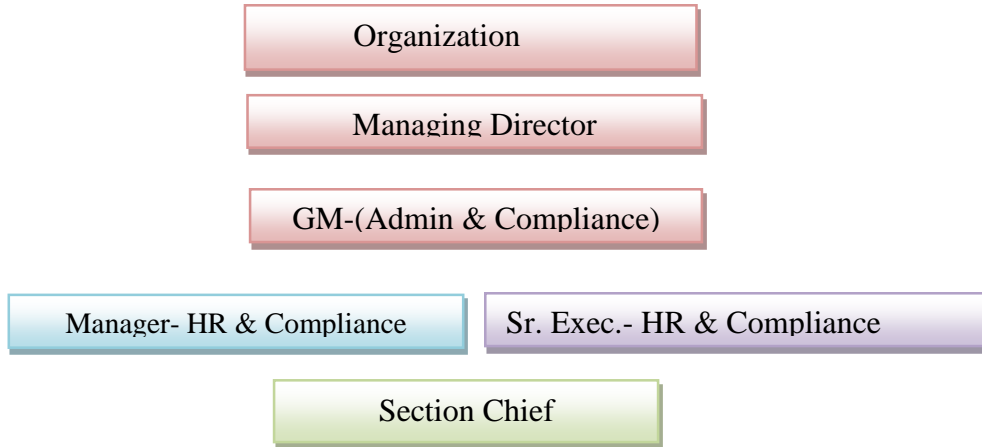 Organization
Managing Director
GM-(Admin & Compliance)
Manager- HR & Compliance
Sr. Exec.- HR & Compliance
Section Chief